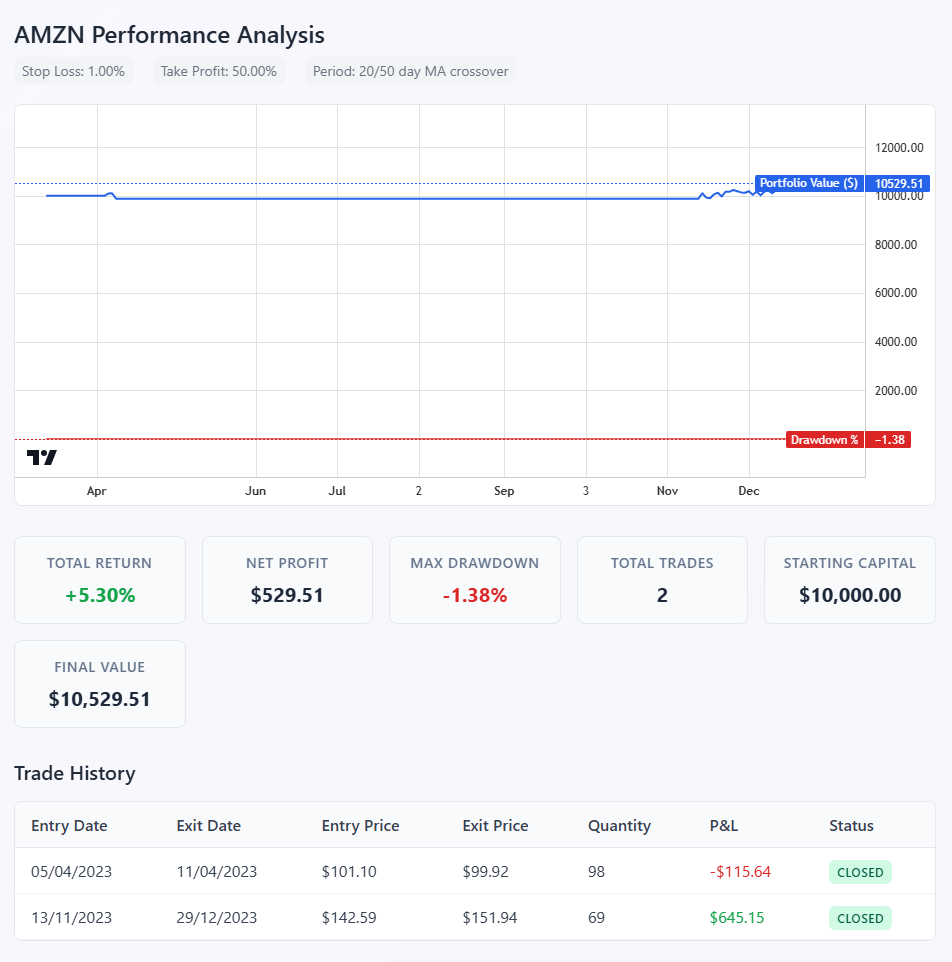 AMZN Performance Analysis
Stop Loss: 1.00% Take Profit: 50.00% Period: 20/50 day MA crossover
12000.00
Portfolio Value ($) 10529.51
10000.00
8000.00
6000.00
4000.00
2000.00
Drawdown % −1.38
Apr Jun Jul 2 Sep 3 Nov Dec
TOTAL RETURN NET PROFIT MAX DRAWDOWN TOTAL TRADES STARTING CAPITAL
+5.30% $529.51 -1.38% 2 $10,000.00
FINAL VALUE
$10,529.51
Trade History
Entry Date Exit Date Entry Price Exit Price Quantity P&L Status
05/04/2023 11/04/2023 $101.10 $99.92 98 -$115.64 CLOSED
13/11/2023 29/12/2023 $142.59 $151.94 69 $645.15 CLOSED